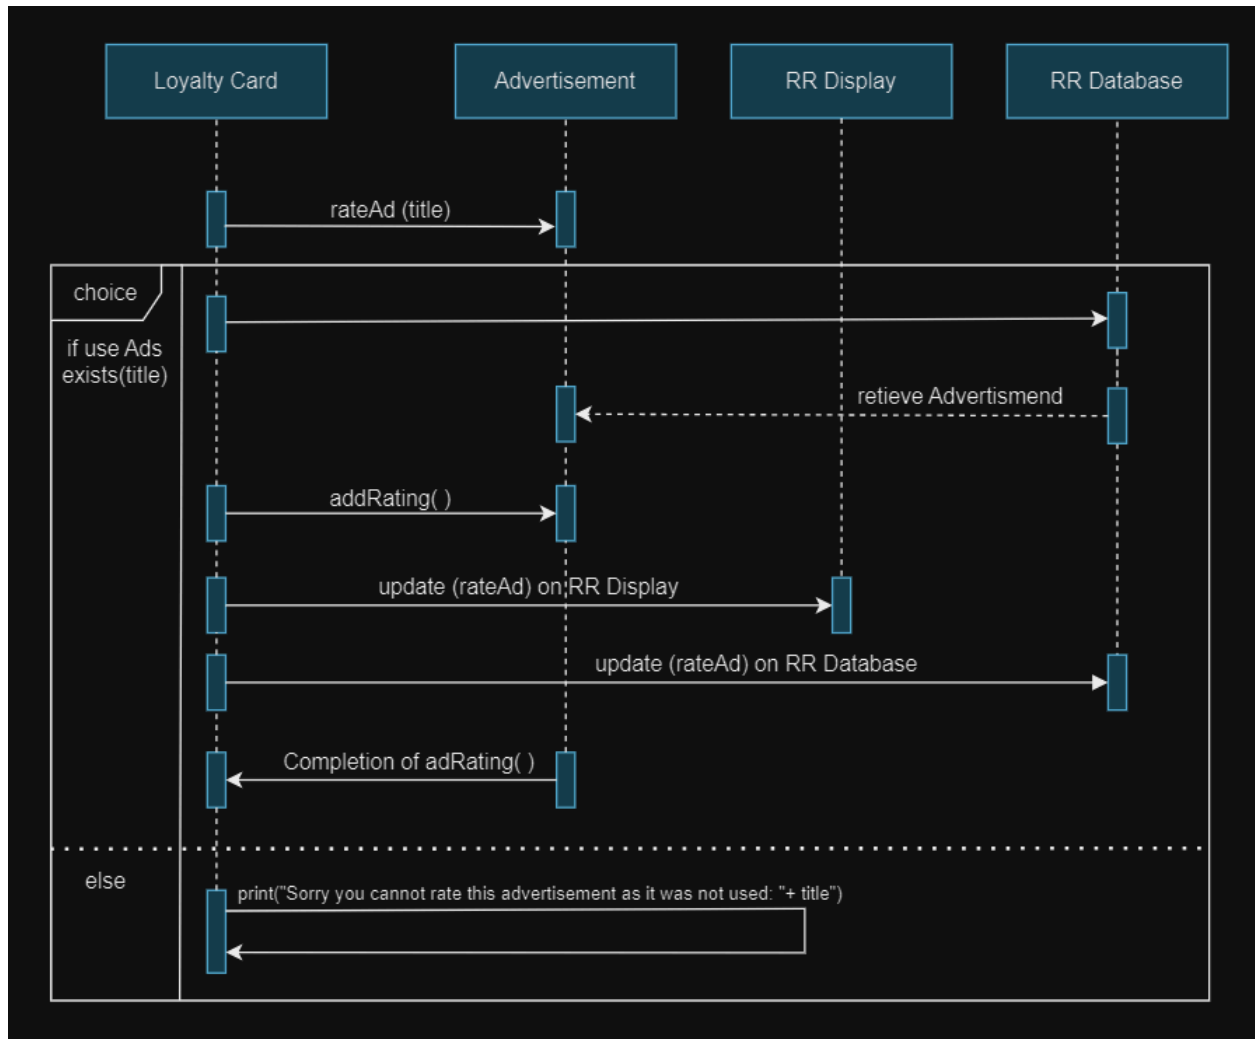 Loyalty Card
Advertisement
RR Display
RR Database
rateAd (title)
choice
if use Ads
exists(title)
retieve Advertismend
addRating( )
update (rateAd) on RR Display
update (rateAd) on RR Database
Completion of adRating( )
else
print("Sorry you cannot rate this advertisement as it was not used: "+ title")